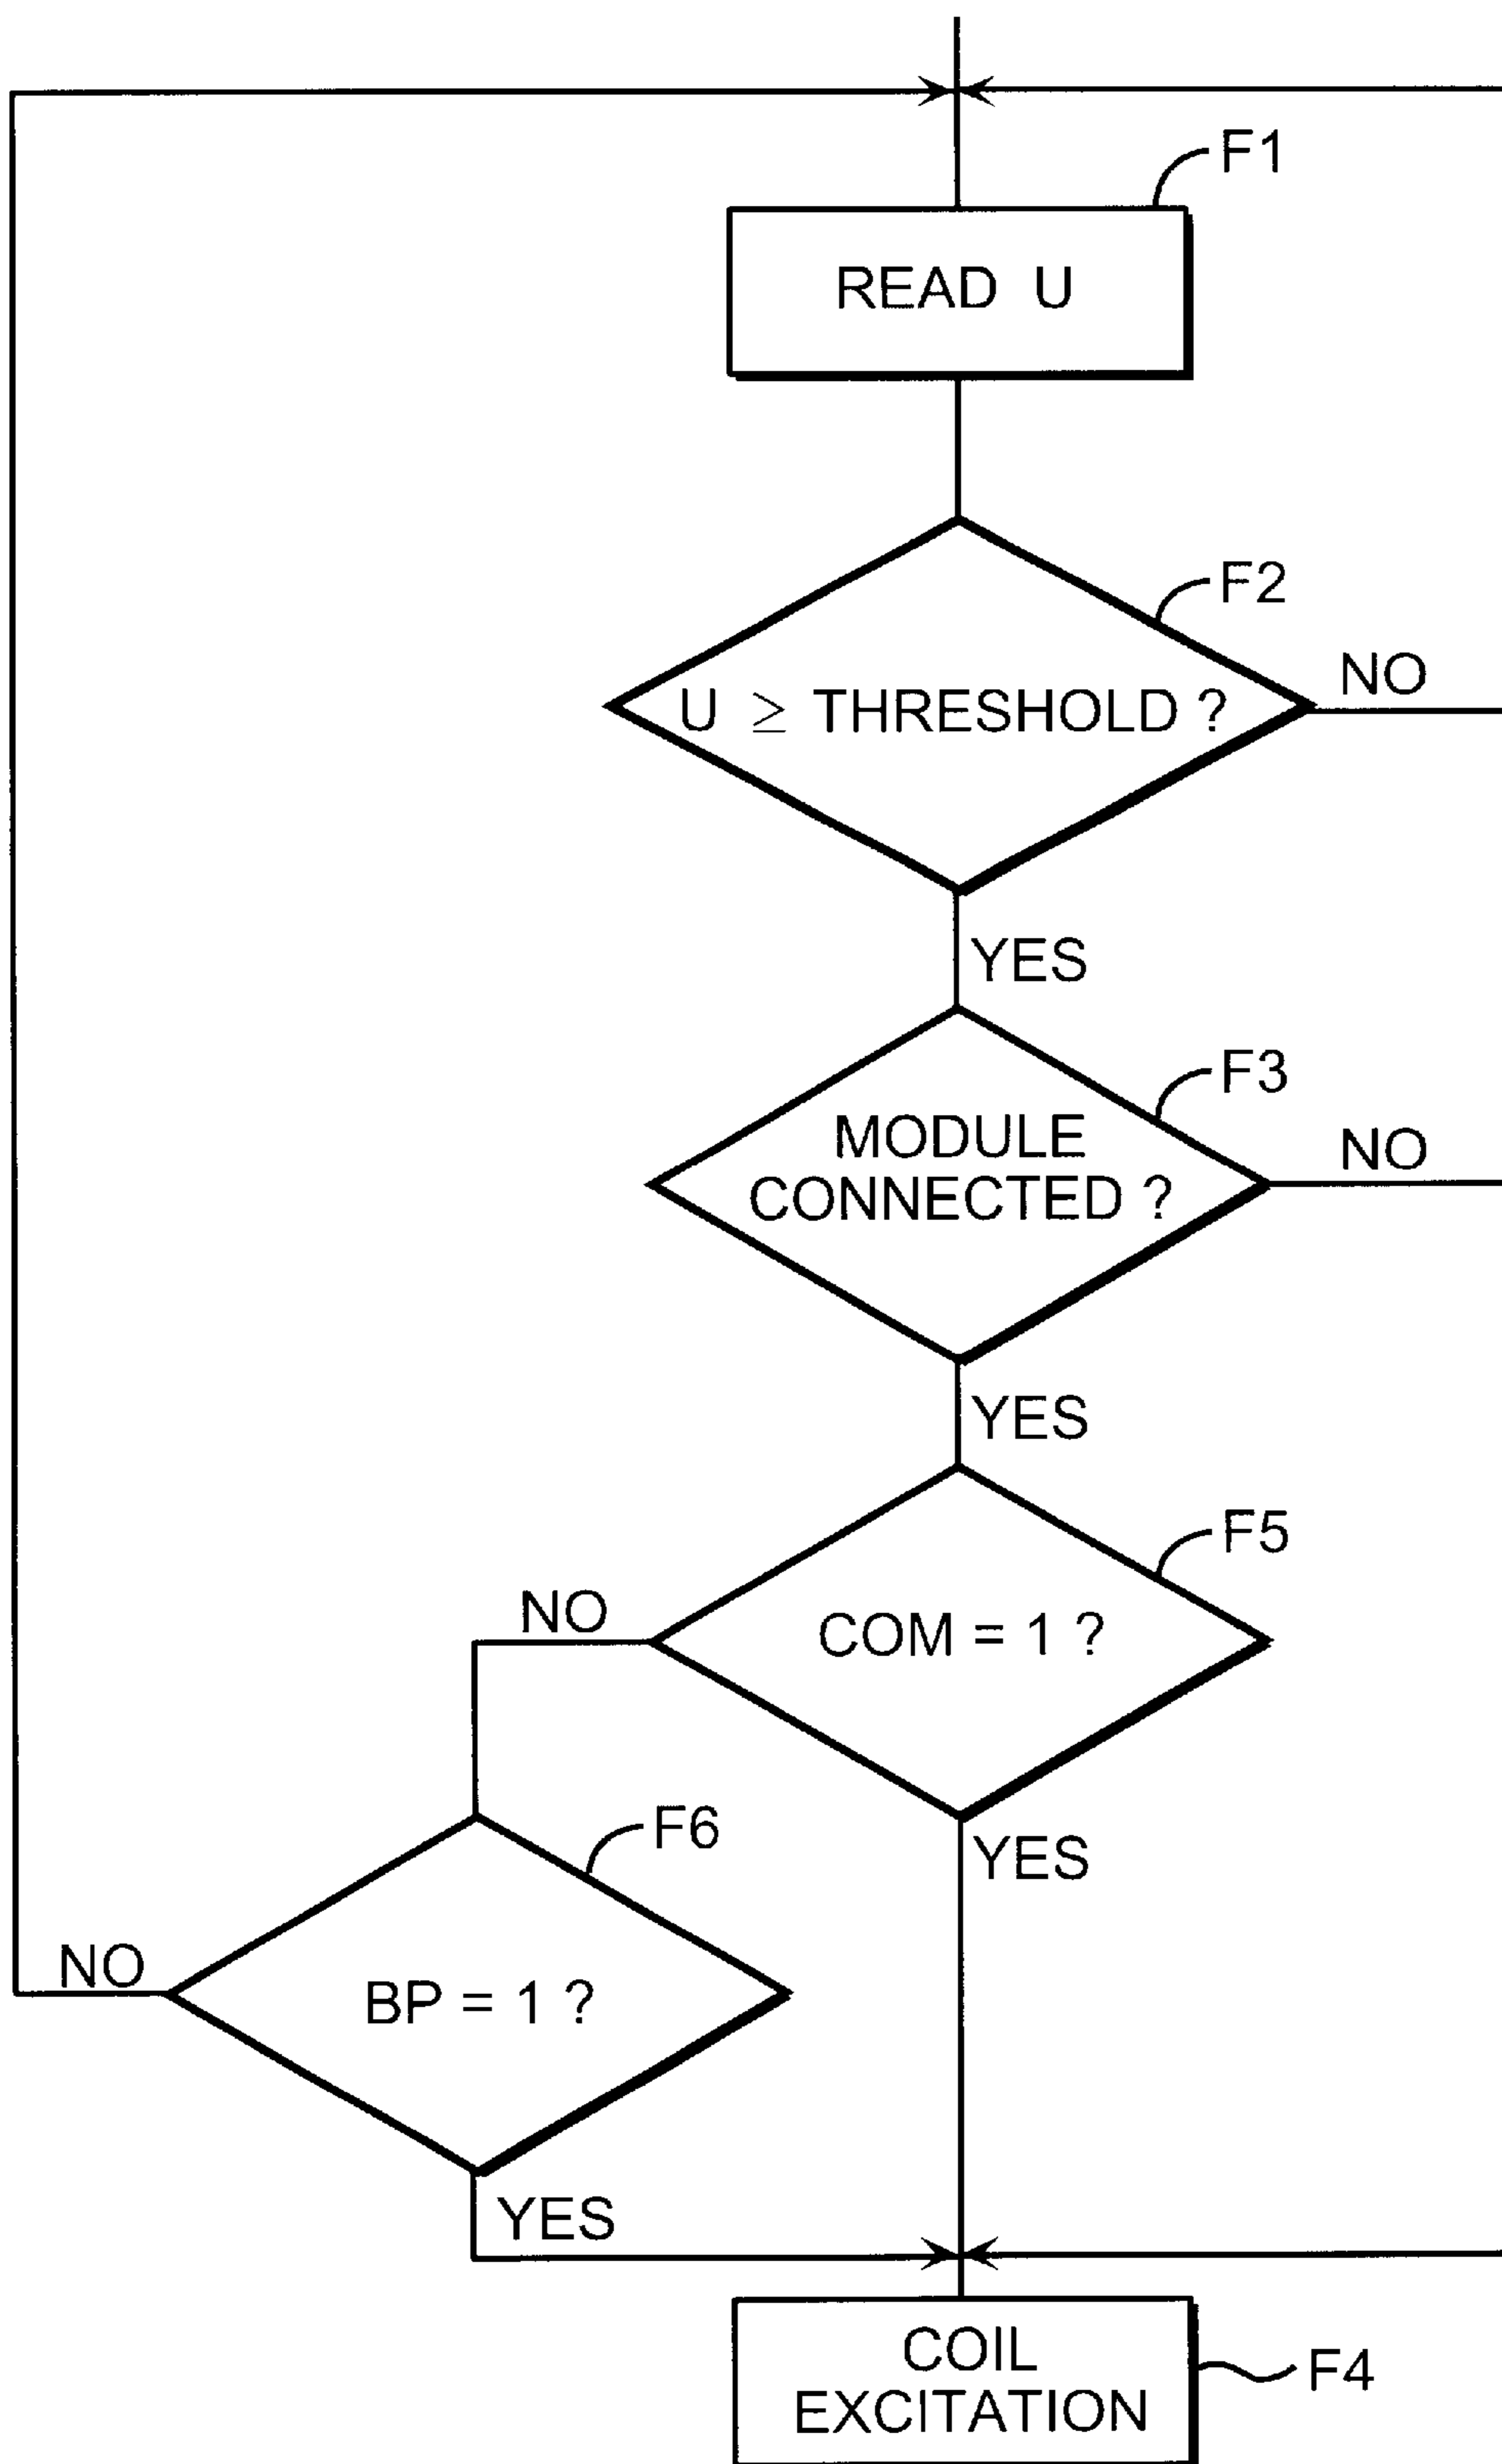 F1
READ U
F2
U ≥ THRESHOLD ?
NO
YES
F3
MODULE
CONNECTED ?
NO
YES
F5
COM = 1 ?
NO
YES
F6
BP = 1 ?
NO
YES
COIL
EXCITATION
F4